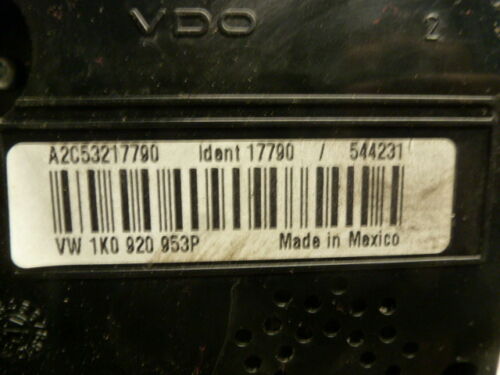 VDO
2
A2C53217790 Ident 17790 / 544231
VW 1K0 920 953P Made in Mexico